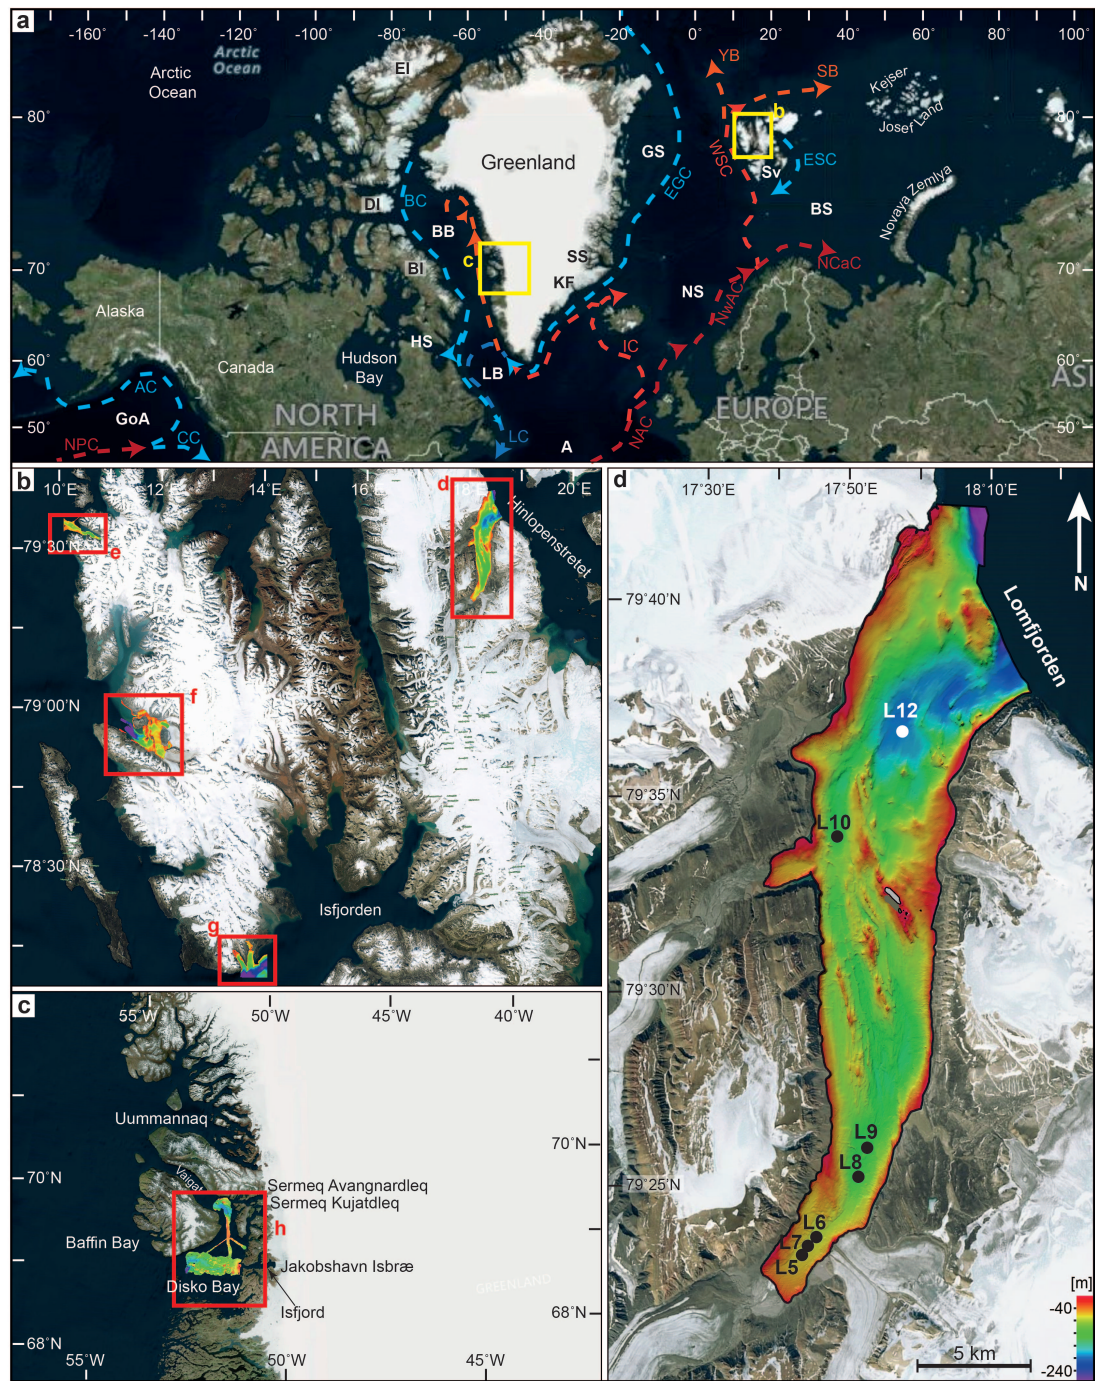 a
-160°
-140°
-120°
-100°
-80°
-60°
-40°
-20°
0°
20°
40°
60°
80°
100°
Arctic
Ocean
Arctic
Ocean
EI
YB
SB
Kejser
Josef Land
80°
80°
b
Greenland
GS
WSC
Sv
ESC
EGC
BC
DI
BB
BS
Novaya Zemlya
c
SS
KF
BI
70°
70°
NCaC
NS
NwAC
Alaska
HS
IC
Canada
Hudson
Bay
LB
60°
60°
AC
GoA
NORTH
AMERICA
EUROPE
ASI
50°
50°
NPC
CC
LC
A
NAC
b
10˚E
12˚E
14˚E
16˚E
18˚E
20˚E
d
Hinlopenstretet
79°30'N
e
79°00'N
f
78°30'N
Isfjorden
g
c
55˚W
50˚W
45˚W
40˚W
Uummannaq
70˚N
70˚N
Vaigat
Sermeq Avangnardleq
Sermeq Kujatdleq
h
Baffin Bay
Jakobshavn Isbræ
Disko Bay
GREENLAND
Isfjord
68˚N
68˚N
55˚W
50˚W
45˚W
d
17°30'E
17°50'E
18°10'E
N
79°40'N
Lomfjorden
L12
79°35'N
L10
79°30'N
L9
L8
79°25'N
L6
L7
L5
[m]
-40
-240
5 km